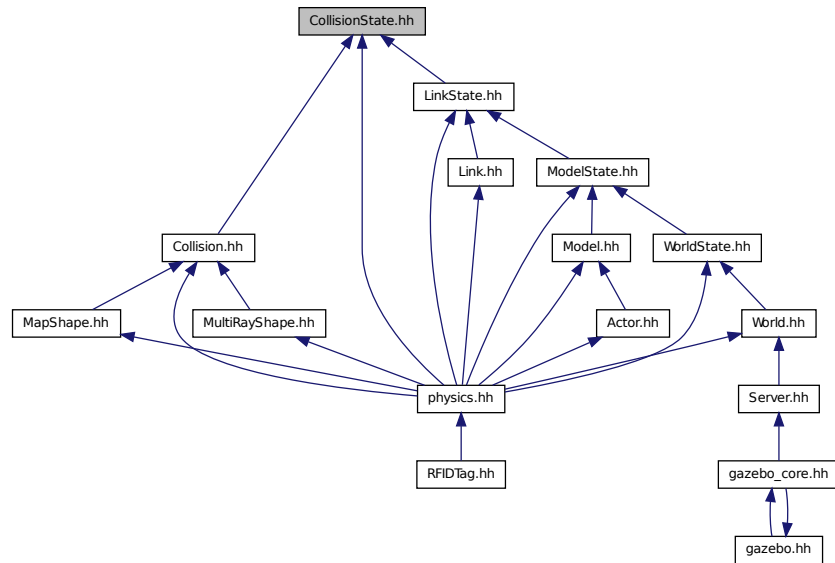 CollisionState.hh
LinkState.hh
Link.hh
ModelState.hh
Collision.hh
Model.hh
WorldState.hh
MapShape.hh
MultiRayShape.hh
Actor.hh
World.hh
physics.hh
Server.hh
RFIDTag.hh
gazebo_core.hh
gazebo.hh